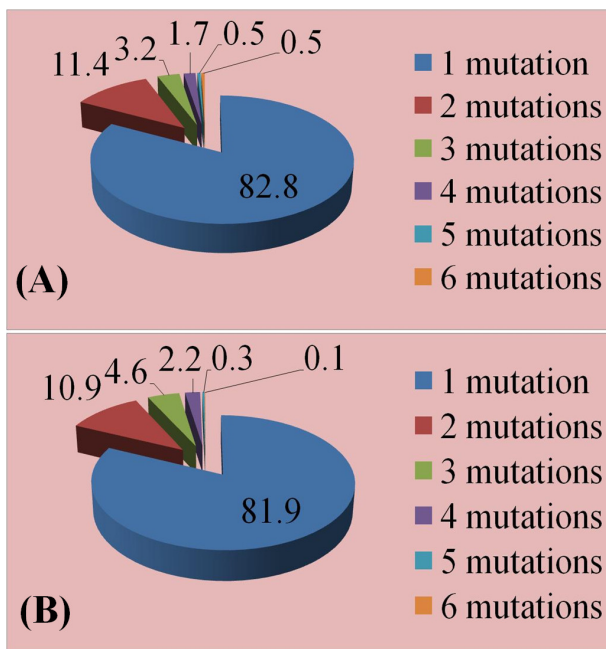 11.4 3.2 1.7 0.5 0.5
82.8
1 mutation
2 mutations
3 mutations
4 mutations
5 mutations
6 mutations
(A)
10.9 4.6 2.2 0.3 0.1
81.9
1 mutation
2 mutations
3 mutations
4 mutations
5 mutations
6 mutations
(B)